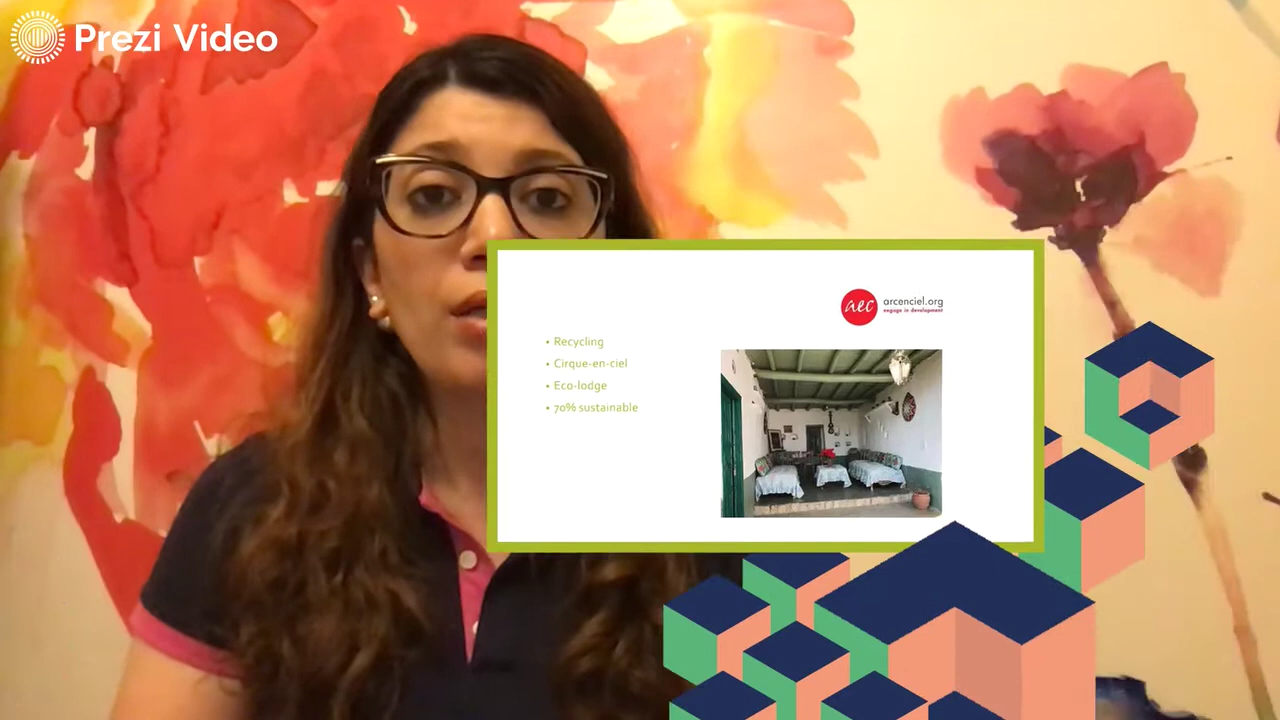 Prezi Video
aec arcenciel.org
engage in development
• Recycling
• Cirque-en-ciel
• Eco-lodge
• 70% sustainable